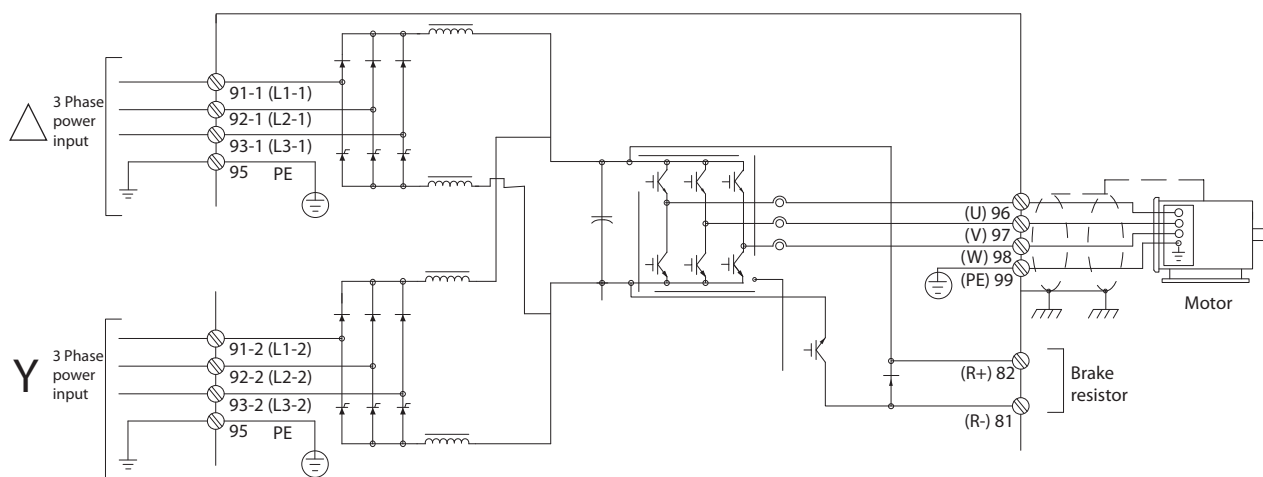 3 Phase
power
input
91-1 (L1-1)
92-1 (L2-1)
93-1 (L3-1)
95 PE
Y
3 Phase
power
input
91-2 (L1-2)
92-2 (L2-2)
93-2 (L3-2)
95 PE
(U) 96
(V) 97
(W) 98
(PE) 99
Motor
(R+) 82
(R-) 81
Brake
resistor